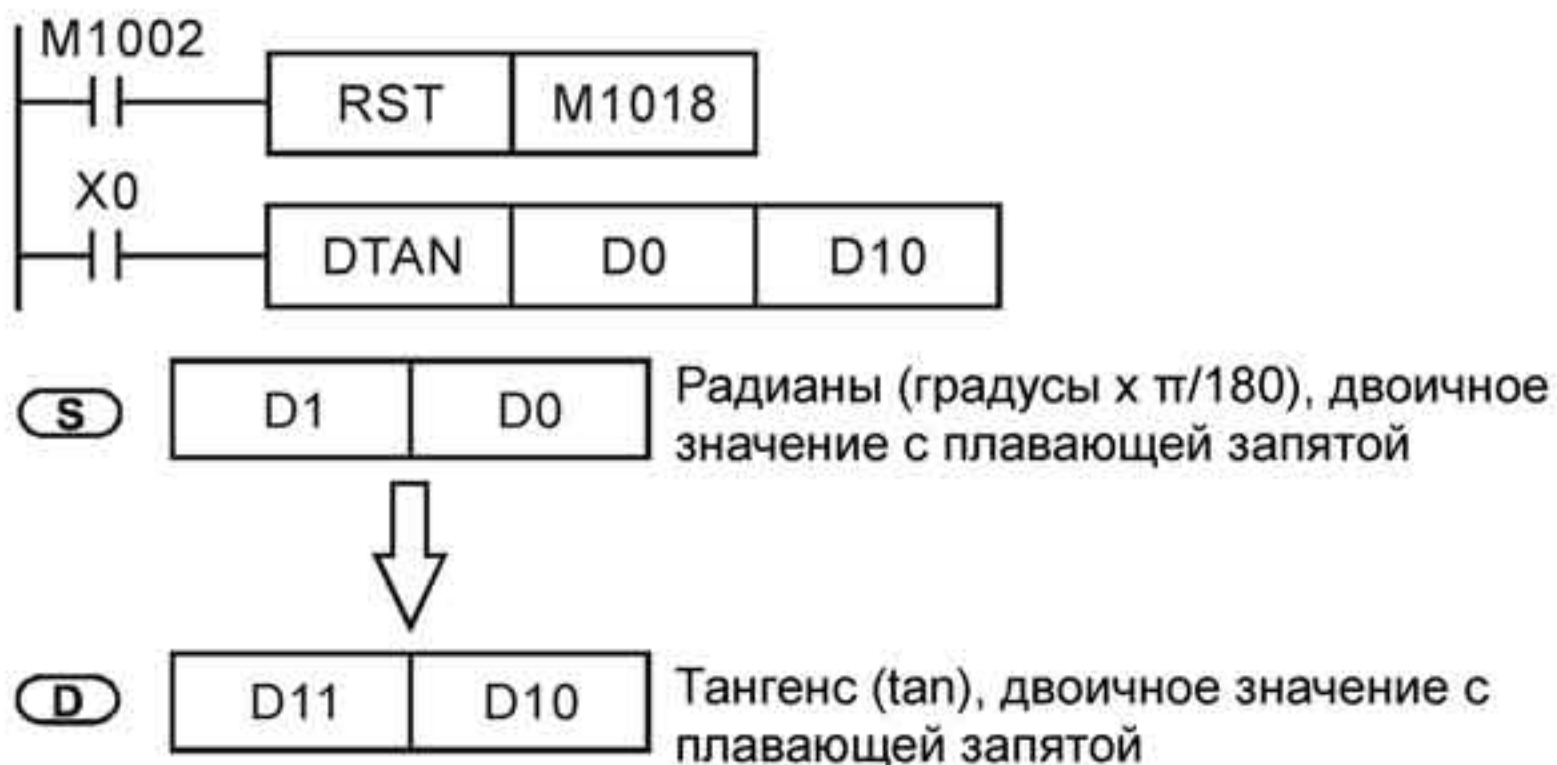 M1002
RST M1018
X0
DTAN D0 D10
S D1 D0 Радианы (градусы x π/180), двоичное
значение с плавающей запятой
D D11 D10 Тангенс (tan), двоичное значение с
плавающей запятой